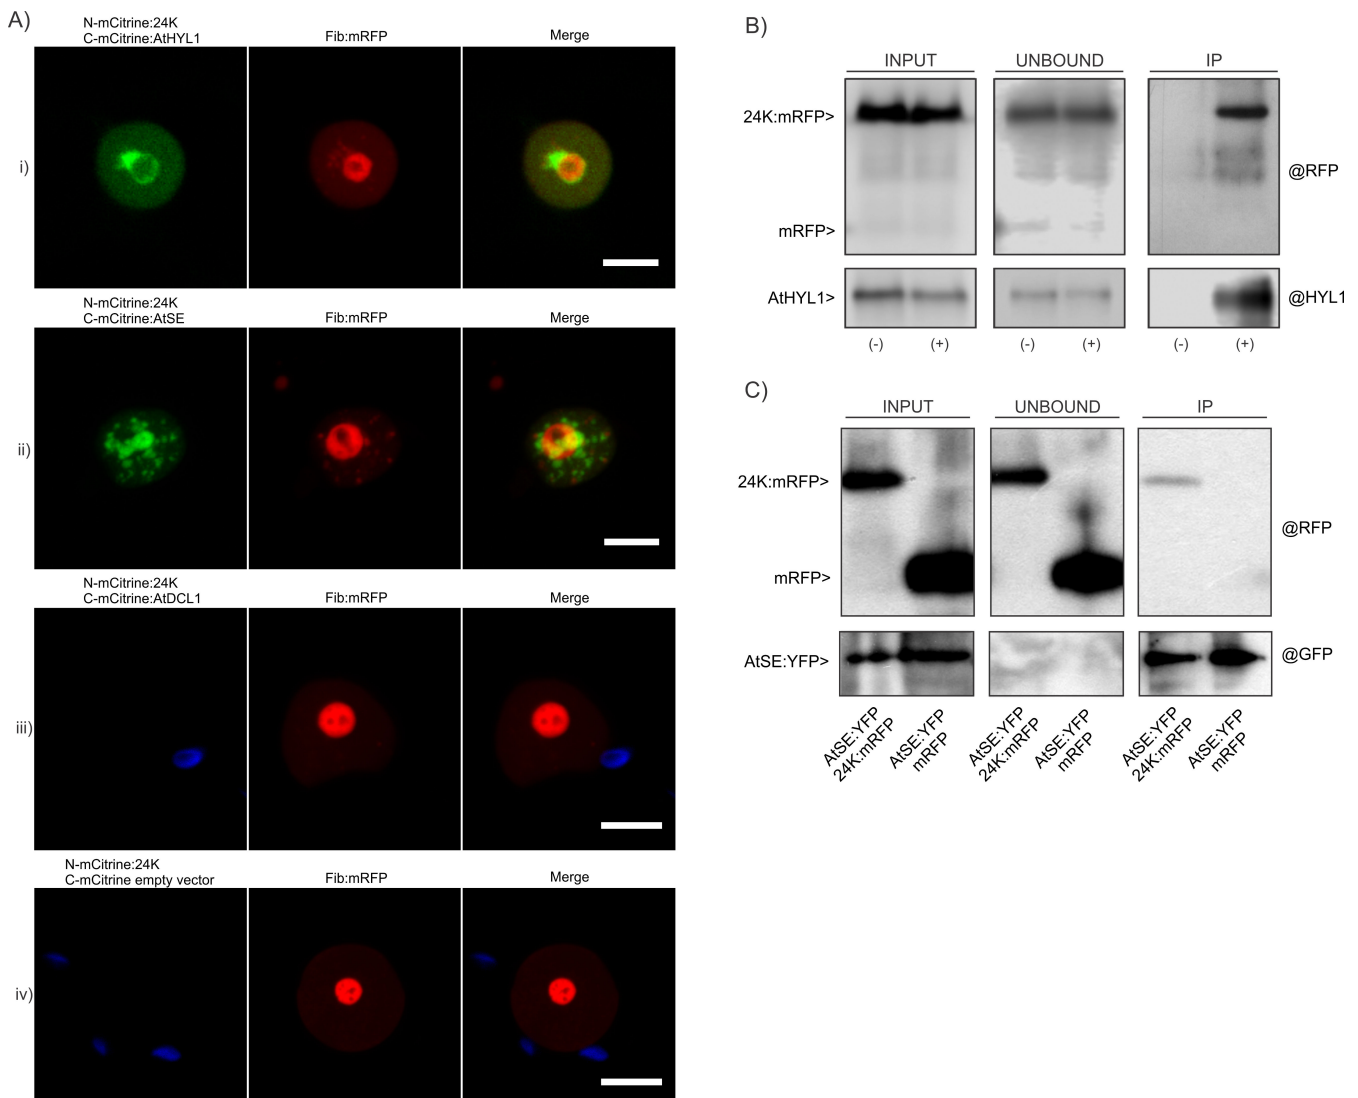 A)
N-mCitrine:24K
C-mCitrine:AtHYL1
Fib:mRFP
Merge
i)
N-mCitrine:24K
C-mCitrine:AtSE
Fib:mRFP
Merge
ii)
N-mCitrine:24K
C-mCitrine:AtDCL1
Fib:mRFP
Merge
iii)
N-mCitrine:24K
C-mCitrine empty vector
Fib:mRFP
Merge
iv)
B)
INPUT
UNBOUND
IP
24K:mRFP>
@RFP
mRFP>
AtHYL1>
@HYL1
(-)
(+)
(-)
(+)
(-)
(+)
C)
INPUT
UNBOUND
IP
24K:mRFP>
@RFP
mRFP>
AtSE:YFP>
@GFP
AtSE:YFP
24K:mRFP
AtSE:YFP
mRFP
AtSE:YFP
24K:mRFP
AtSE:YFP
mRFP
AtSE:YFP
24K:mRFP
AtSE:YFP
mRFP